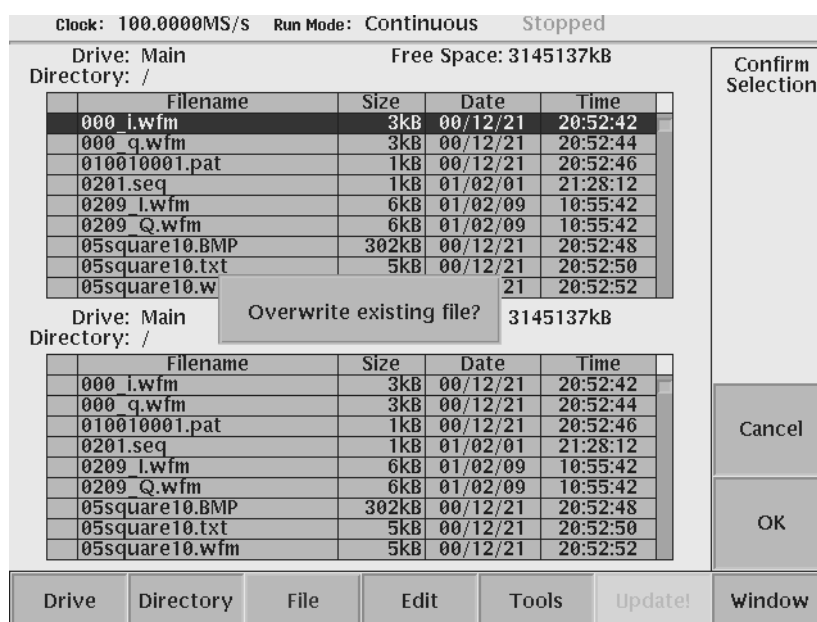 Clock: 100.0000MS/s Run Mode: Continuous Stopped
Drive: Main Free Space: 3145137kB
Directory: /
Confirm
Selection
Filename Size Date Time
000_i.wfm 3kB 00/12/21 20:52:42
000_q.wfm 3kB 00/12/21 20:52:44
010010001.pat 1kB 00/12/21 20:52:46
0201.seq 1kB 01/02/01 21:28:12
0209_I.wfm 6kB 01/02/09 10:55:42
0209_Q.wfm 6kB 01/02/09 10:55:42
05square10.BMP 302kB 00/12/21 20:52:48
05square10.txt 5kB 00/12/21 20:52:50
05square10.w 21 20:52:52
Overwrite existing file?
Drive: Main 3145137kB
Directory: /
Filename Size Date Time
000_i.wfm 3kB 00/12/21 20:52:42
000_q.wfm 3kB 00/12/21 20:52:44
010010001.pat 1kB 00/12/21 20:52:46
0201.seq 1kB 01/02/01 21:28:12
0209_I.wfm 6kB 01/02/09 10:55:42
0209_Q.wfm 6kB 01/02/09 10:55:42
05square10.BMP 302kB 00/12/21 20:52:48
05square10.txt 5kB 00/12/21 20:52:50
05square10.wfm 5kB 00/12/21 20:52:52
Cancel
OK
Drive Directory File Edit Tools Update! Window